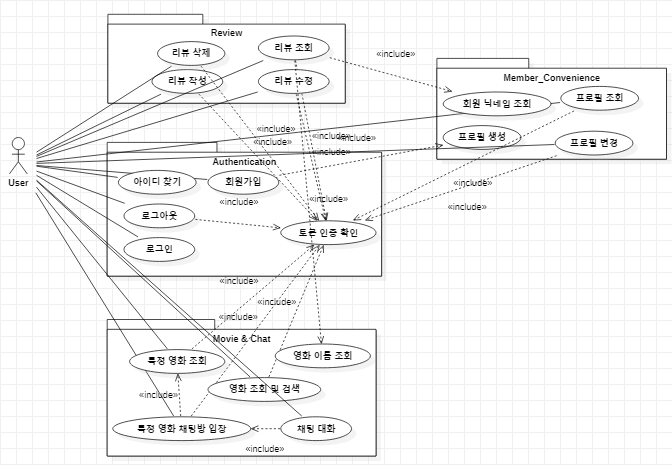 Review
리뷰 삭제
리뷰 조회
«include»
리뷰 작성
리뷰 수정
Member_Convenience
회원 닉네임 조회
프로필 조회
프로필 생성
프로필 변경
«include»
«include»
«include»
«include»
«include»
User
Authentication
아이디 찾기
회원가입
«include»
«include»
«include»
«include»
로그아웃
토큰 인증 확인
로그인
«include»
«include»
«include»
Movie & Chat
특정 영화 조회
영화 이름 조회
영화 조회 및 검색
«include»
특정 영화 채팅방 입장
채팅 대화
«include»